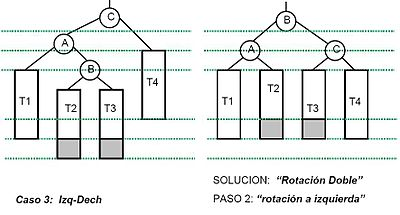 C
A
B
T1
T2
T3
T4
Caso 3: Izq-Dech
B
A
C
T1
T2
T3
T4
SOLUCION: “Rotación Doble”
PASO 2: “rotación a izquierda”